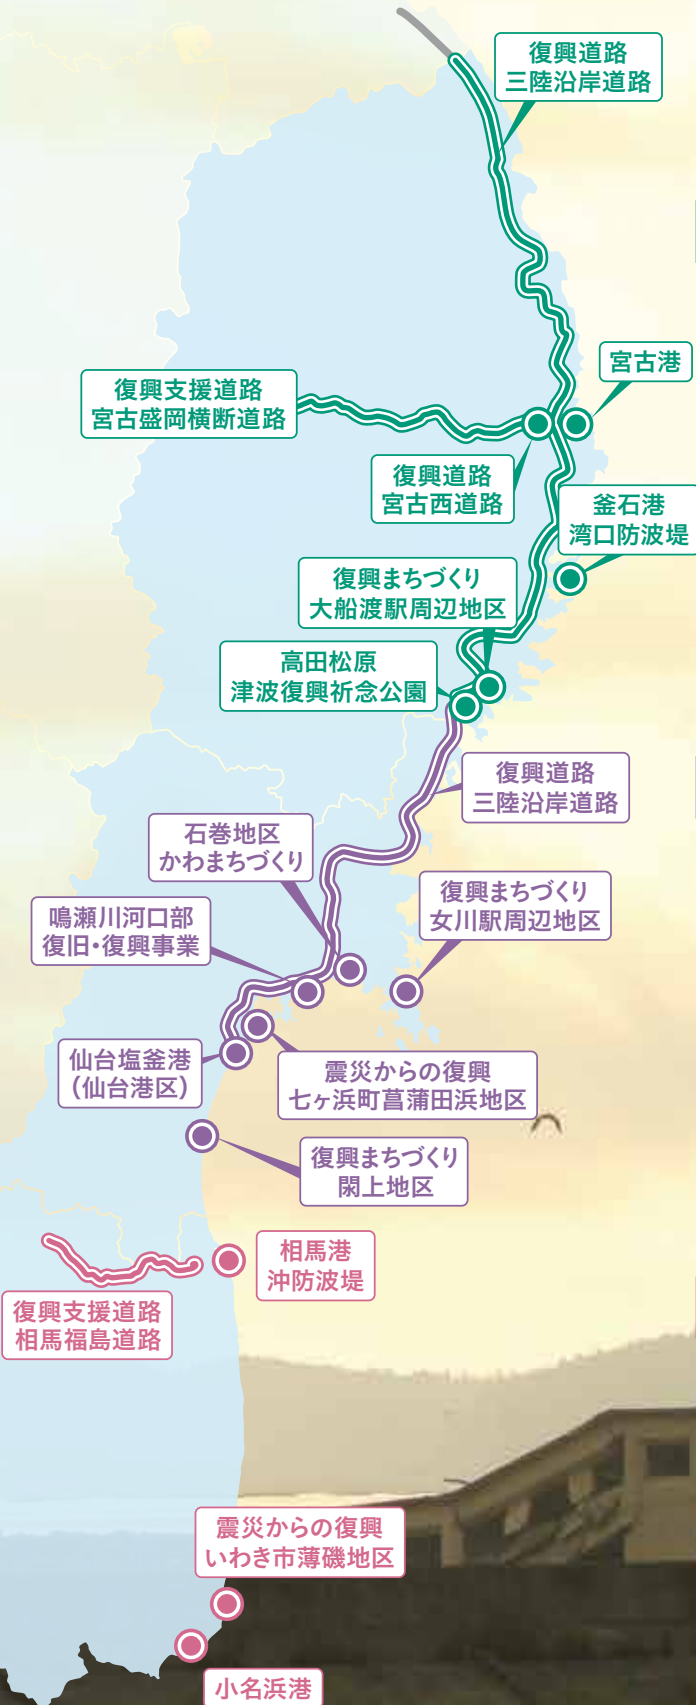 復興道路
三陸沿岸道路
宮古港
復興支援道路
宮古盛岡横断道路
復興道路
宮古西道路
釜石港
湾口防波堤
復興まちづくり
大船渡駅周辺地区
高田松原
津波復興祈念公園
復興道路
三陸沿岸道路
石巻地区
かわまちづくり
復興まちづくり
女川駅周辺地区
鳴瀬川河口部
復旧・復興事業
仙台塩釜港
（仙台港区）
震災からの復興
七ヶ浜町菖蒲田浜地区
復興まちづくり
閖上地区
相馬港
沖防波堤
復興支援道路
相馬福島道路
震災からの復興
いわき市薄磯地区
小名浜港